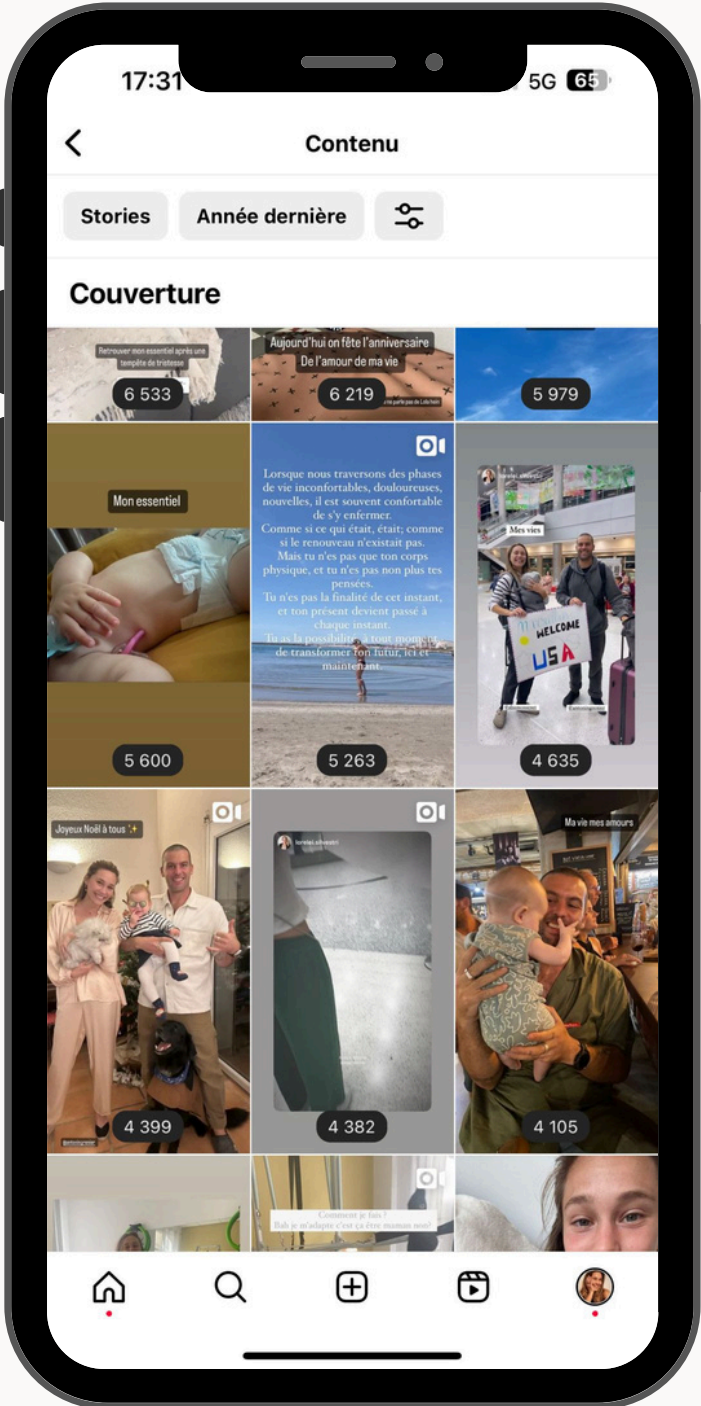 17:31
5G 65
Contenu
Stories
Année dernière
Couverture
Retrouver mon essentiel après une
tempête de tristesse
6 533
Aujourd'hui on fête l'anniversaire
De l'amour de ma vie
ne parle pas de
6 219
5 979
Mon essentiel
5 600
Lorsque nous traversons des phases
de vie inconfortables, douloureuses,
nouvelles, il est souvent confortable
de s'y enfermer.
Comme si ce qui était, était; comme
si le renouveau n'existait pas.
Mais tu n'es pas que ton corps
physique, et tu n'es pas non plus tes
pensées.
Tu n'es pas la finalité de cet instant,
et ton présent devient passé à
chaque instant.
Tu as la possibilité, à tout moment,
de transformer ton futur, ici et
maintenant.
5 263
Mes vies
WELCOME
USA
4 635
Joyeux Noël à tous
4 399
lorelei.silvestri
4 382
Ma vie mes amours
4 105
Comment je fais ?
Bah je m'adapte c'est ça être maman non?